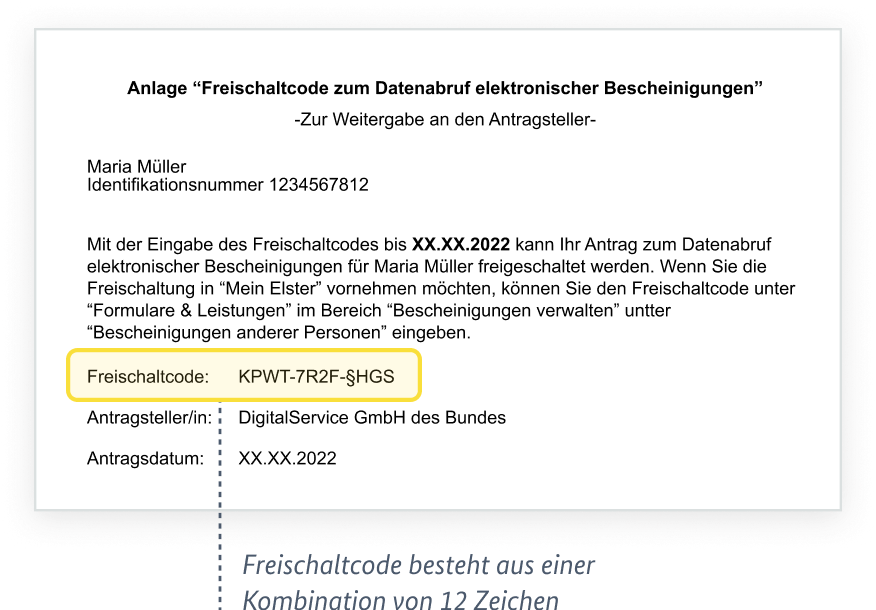 Anlage “Freischaltcode zum Datenabruf elektronischer Bescheinigungen”
-Zur Weitergabe an den Antragsteller-
Maria Müller
Identifikationsnummer 1234567812
Mit der Eingabe des Freischaltcodes bis XX.XX.2022 kann Ihr Antrag zum Datenabruf
elektronischer Bescheinigungen für Maria Müller freigeschaltet werden. Wenn Sie die
Freischaltung in “Mein Elster” vornehmen möchten, können Sie den Freischaltcode unter
“Formulare & Leistungen” im Bereich “Bescheinigungen verwalten” untter
“Bescheinigungen anderer Personen” eingeben.
Freischaltcode: KPWT-7R2F-§HGS
Antragsteller/in: DigitalService GmbH des Bundes
Antragsdatum: XX.XX.2022
Freischaltcode besteht aus einer
Kombination von 12 Zeichen